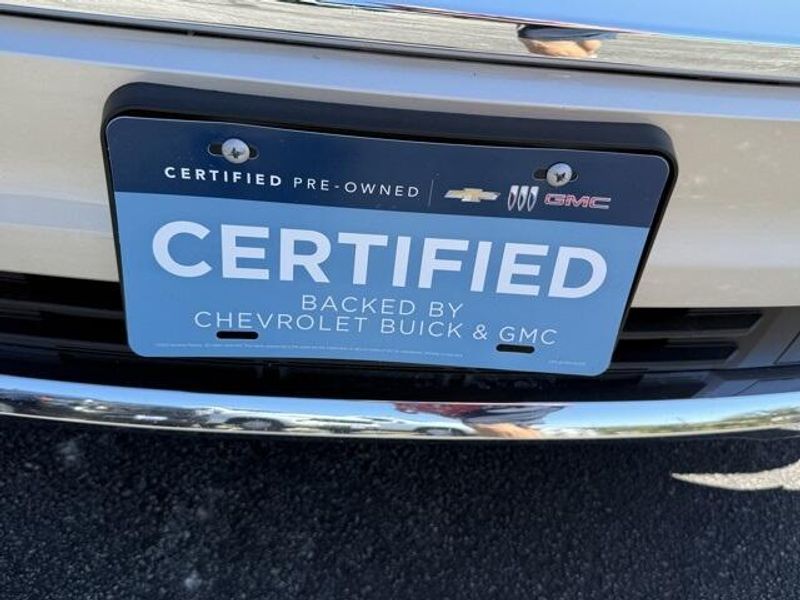 CERTIFIED PRE-OWNED | GMC
CERTIFIED
BACKED BY
CHEVROLET BUICK & GMC